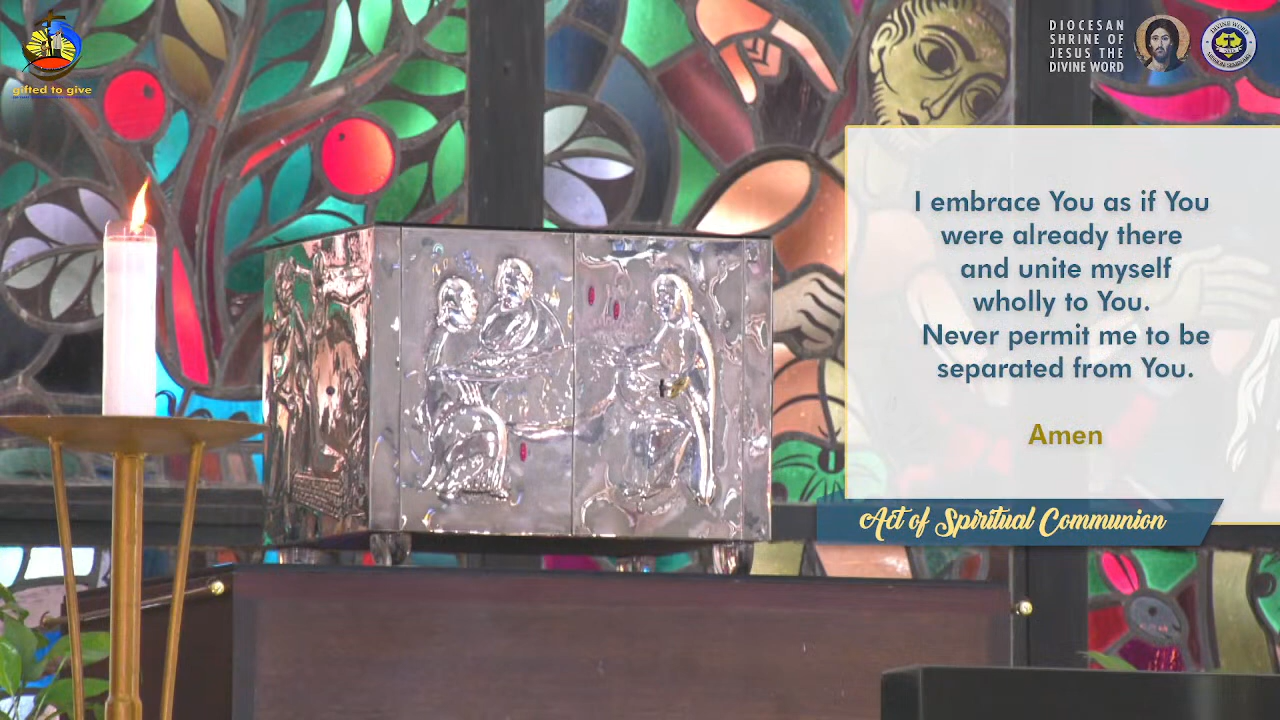 gifted to give
DIOCESAN
SHRINE OF
JESUS THE
DIVINE WORD
I embrace You as if You
were already there
and unite myself
wholly to You.
Never permit me to be
separated from You.
Amen
Act of Spiritual Communion